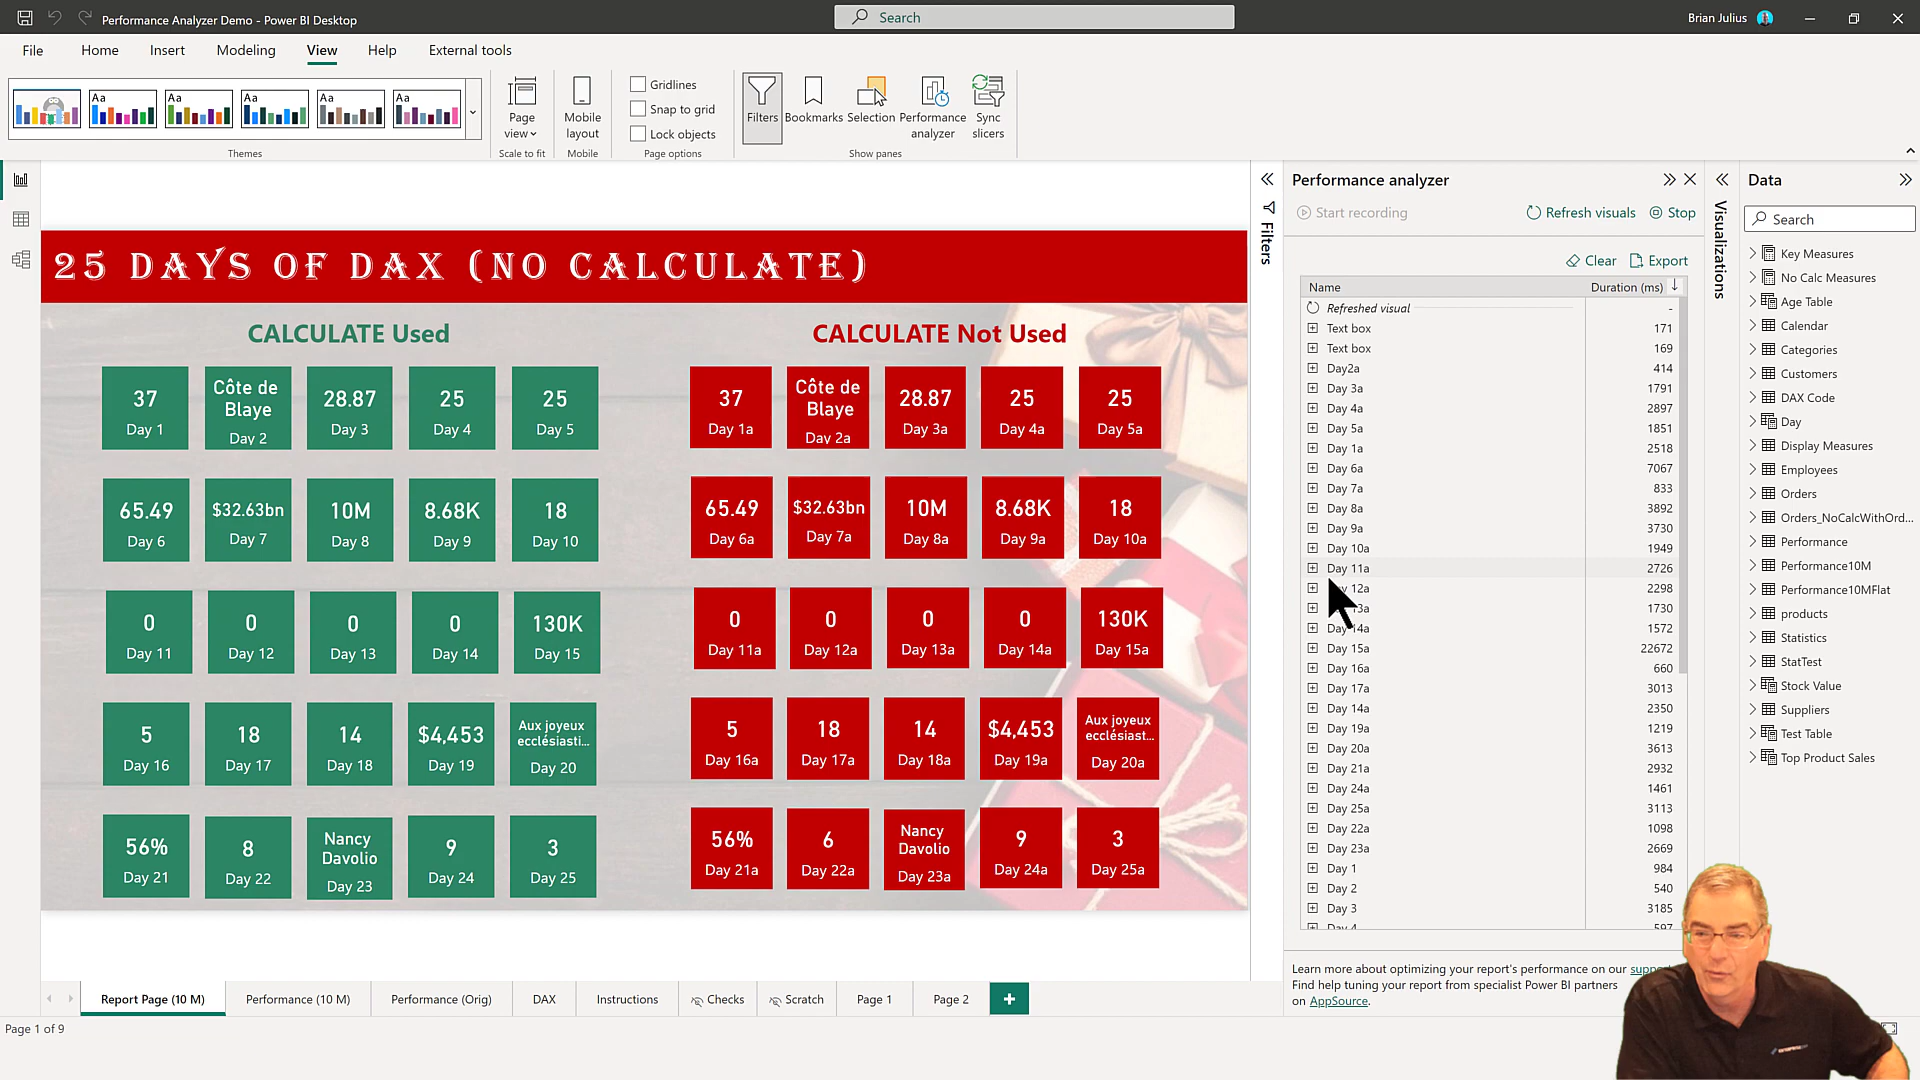 Performance Analyzer Demo - Power BI Desktop
Search
Brian Julius
File
Home
Insert
Modeling
View
Help
External tools
Aa
Aa
Aa
Aa
Aa
Page
view
Mobile
layout
Gridlines
Snap to grid
Lock objects
Filters
Bookmarks
Selection
Performance
analyzer
Sync
slicers
Themes
Scale to fit
Mobile
Page options
Show panes
25 DAYS OF DAX (NO CALCULATE)
CALCULATE Used
37
Day 1
Côte de
Blaye
Day 2
28.87
Day 3
25
Day 4
25
Day 5
65.49
Day 6
$32.63bn
Day 7
10M
Day 8
8.68K
Day 9
18
Day 10
0
Day 11
0
Day 12
0
Day 13
0
Day 14
130K
Day 15
5
Day 16
18
Day 17
14
Day 18
$4,453
Day 19
Aux joyeux
ecclésiasti...
Day 20
56%
Day 21
8
Day 22
Nancy
Davolio
Day 23
9
Day 24
3
Day 25
CALCULATE Not Used
37
Day 1a
Côte de
Blaye
Day 2a
28.87
Day 3a
25
Day 4a
25
Day 5a
65.49
Day 6a
$32.63bn
Day 7a
10M
Day 8a
8.68K
Day 9a
18
Day 10a
0
Day 11a
0
Day 12a
0
Day 13a
0
Day 14a
130K
Day 15a
5
Day 16a
18
Day 17a
14
Day 18a
$4,453
Day 19a
Aux joyeux
ecclésiast...
Day 20a
56%
Day 21a
6
Day 22a
Nancy
Davolio
Day 23a
9
Day 24a
3
Day 25a
Filters
Performance analyzer
Start recording
Refresh visuals
Stop
Clear
Export
Name Duration (ms)
Refreshed visual -
Text box 171
Text box 169
Day2a 414
Day 3a 1791
Day 4a 2897
Day 5a 1851
Day 1a 2518
Day 6a 7067
Day 7a 833
Day 8a 3892
Day 9a 3730
Day 10a 1949
Day 11a 2726
12a 2298
13a 1730
Day 14a 1572
Day 15a 22672
Day 16a 660
Day 17a 3013
Day 14a 2350
Day 19a 1219
Day 20a 3613
Day 21a 2932
Day 24a 1461
Day 25a 3113
Day 22a 1098
Day 23a 2669
Day 1 984
Day 2 540
Day 3 3185
Day 4 597
Learn more about optimizing your report's performance on our
Find help tuning your report from specialist Power BI partners
on AppSource.
Visualizations
Data
Search
Key Measures
No Calc Measures
Age Table
Calendar
Categories
Customers
DAX Code
Day
Display Measures
Employees
Orders
Orders_NoCalcWithOrd...
Performance
Performance10M
Performance10MFlat
products
Statistics
StatTest
Stock Value
Suppliers
Test Table
Top Product Sales
Report Page (10 M)
Performance (10 M)
Performance (Orig)
DAX
Instructions
Checks
Scratch
Page 1
Page 2
+
Page 1 of 9